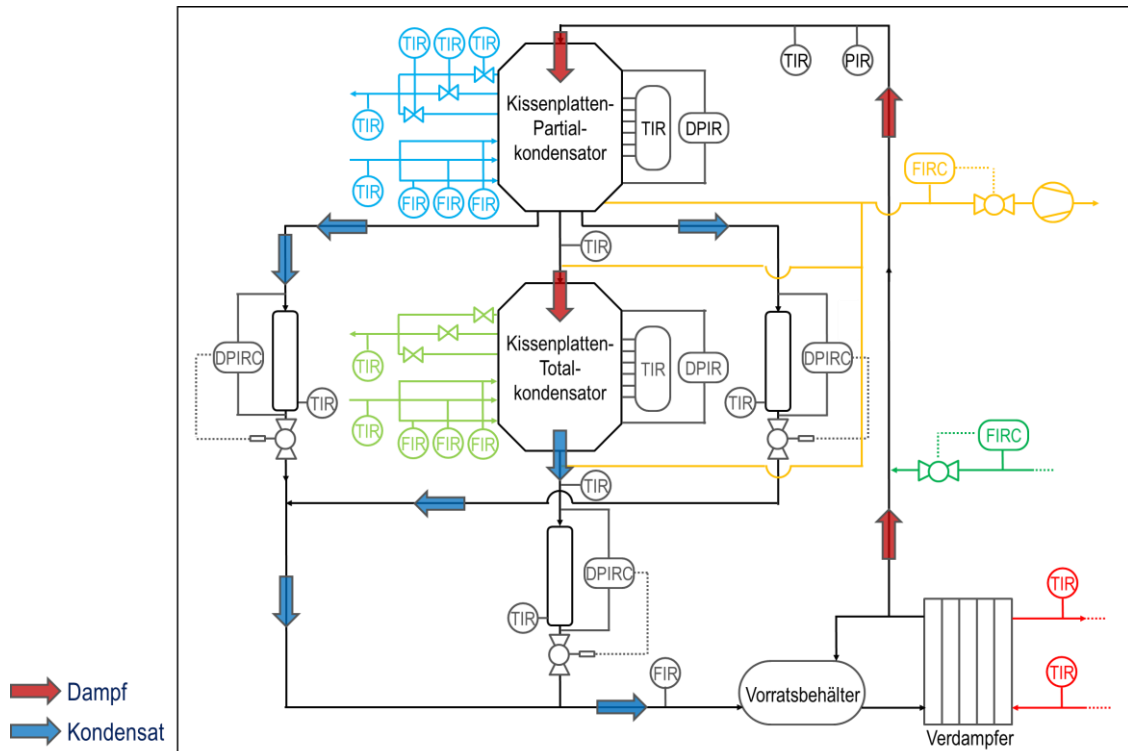 TIR
TIR
TIR
TIR
TIR
FIR
FIR
FIR
Kissenplatten-
Partial-
kondensator
TIR
DPIR
TIR
PIR
FIRC
TIR
DPIRC
TIR
TIR
TIR
FIR
FIR
FIR
Kissenplatten-
Total-
kondensator
TIR
DPIR
DPIRC
TIR
FIRC
TIR
DPIRC
TIR
FIR
Vorratsbehälter
TIR
TIR
Verdampfer
Dampf
Kondensat